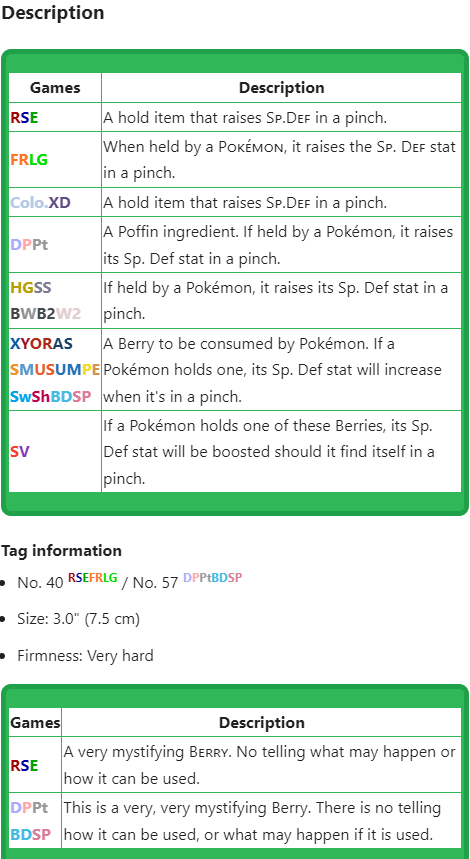 Description
Games Description
RSE A hold item that raises Sp.Def in a pinch.
FRLG When held by a Pokémon, it raises the Sp. Def stat
in a pinch.
Colo.XD A hold item that raises Sp.Def in a pinch.
DPPt A Poffin ingredient. If held by a Pokémon, it raises
its Sp. Def stat in a pinch.
HGSS If held by a Pokémon, it raises its Sp. Def stat in a
BWB2W2 pinch.
XYORAS A Berry to be consumed by Pokémon. If a
SMUSUMPE Pokémon holds one, its Sp. Def stat will increase
SwShBDSP when it's in a pinch.
If a Pokémon holds one of these Berries, its Sp.
SV Def stat will be boosted should it find itself in a
pinch.
Tag information
• No. 40 RSEFRLG / No. 57 DPPtBDSP
• Size: 3.0" (7.5 cm)
• Firmness: Very hard
Games Description
RSE A very mystifying Berry. No telling what may happen or
how it can be used.
DPPt This is a very, very mystifying Berry. There is no telling
BDSP how it can be used, or what may happen if it is used.